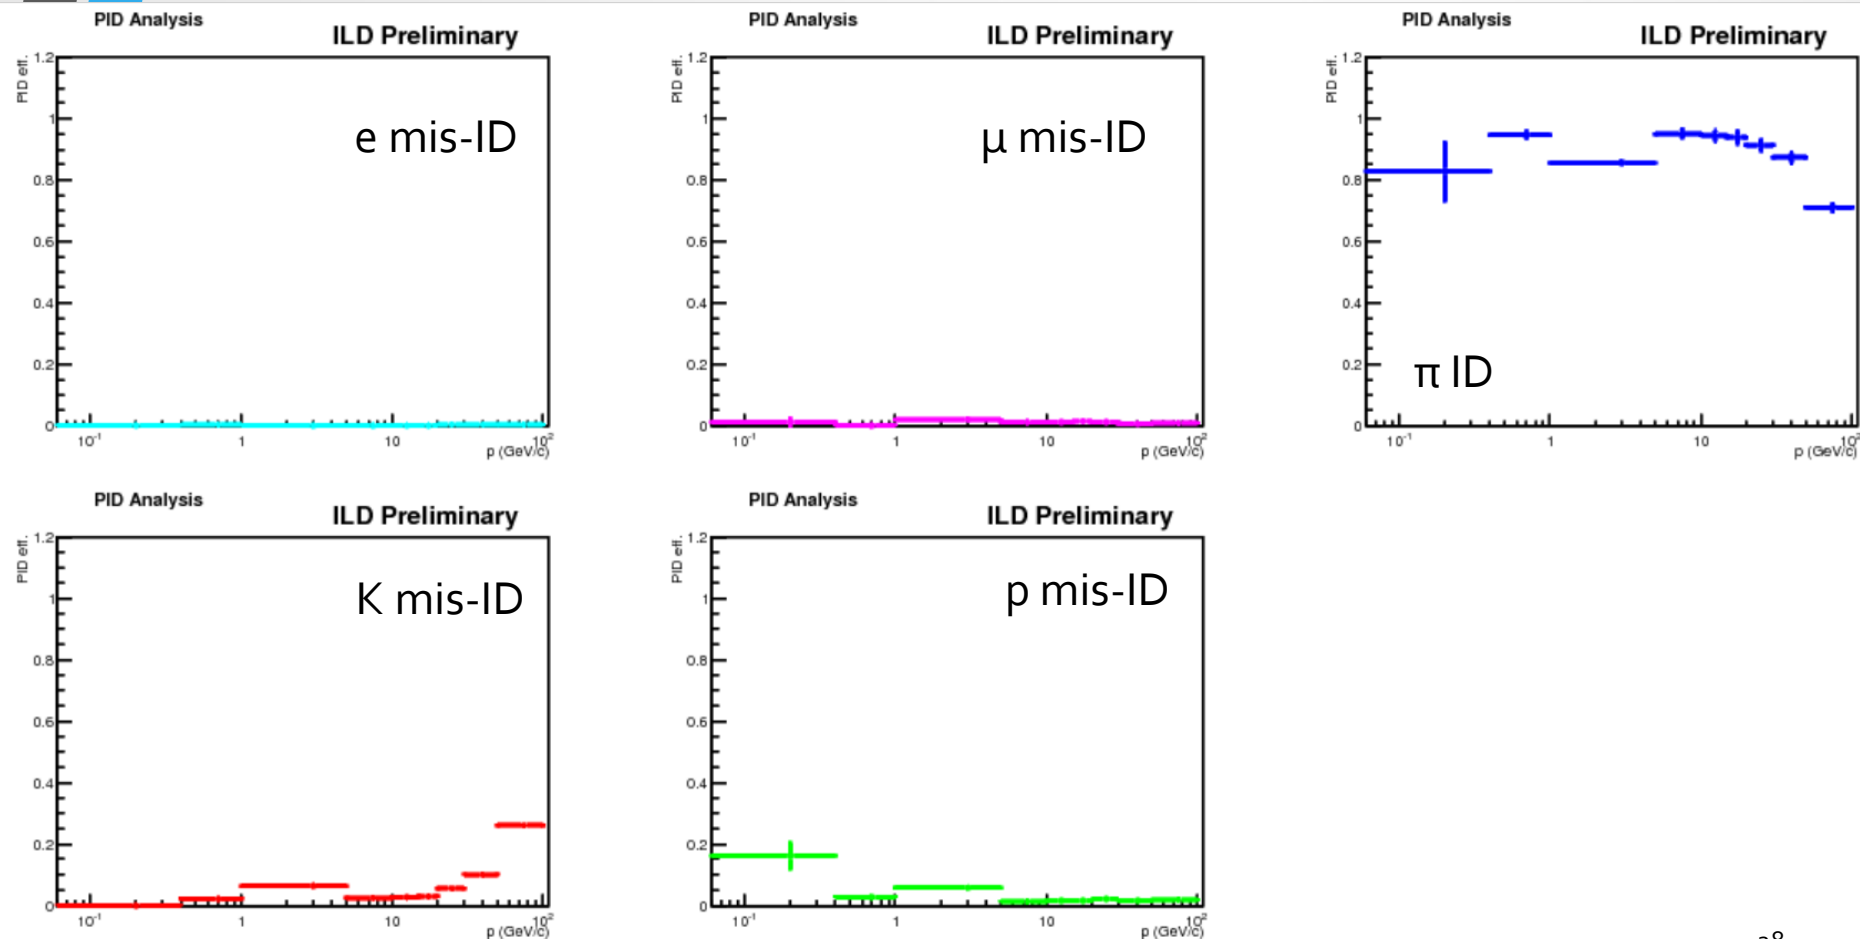 PID Analysis
ILD Preliminary
PID eff.
1.2
1
0.8
0.6
0.4
0.2
0
e mis-ID
10⁻¹ 1 10 10²
p (GeV/c)
PID Analysis
ILD Preliminary
PID eff.
1.2
1
0.8
0.6
0.4
0.2
0
μ mis-ID
10⁻¹ 1 10 10²
p (GeV/c)
PID Analysis
ILD Preliminary
PID eff.
1.2
1
0.8
0.6
0.4
0.2
0
π ID
10⁻¹ 1 10 10²
p (GeV/c)
PID Analysis
ILD Preliminary
PID eff.
1.2
1
0.8
0.6
0.4
0.2
0
K mis-ID
10⁻¹ 1 10 10²
p (GeV/c)
PID Analysis
ILD Preliminary
PID eff.
1.2
1
0.8
0.6
0.4
0.2
0
p mis-ID
10⁻¹ 1 10 10²
p (GeV/c)